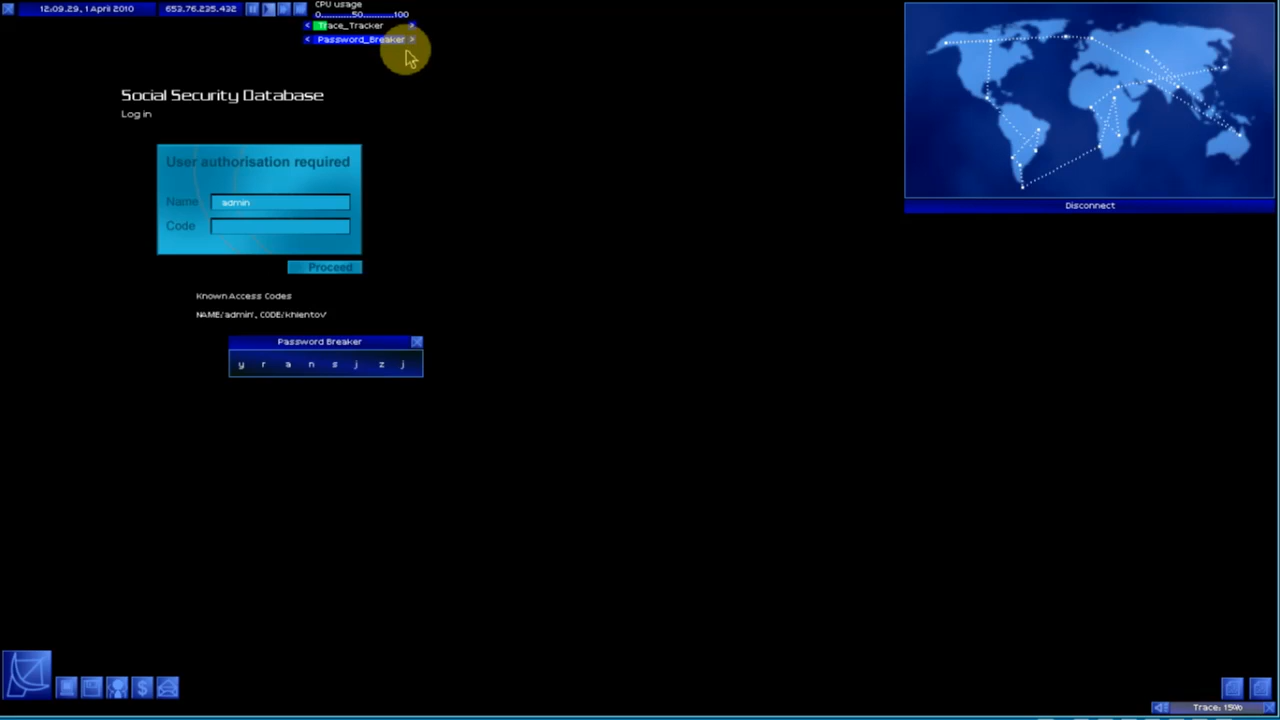 12:09.29, 1 April 2010
653.76.235.432
CPU usage
0.........50.........100
< Trace_Tracker >
< Password_Breaker >
Social Security Database
Log in
User authorisation required
Name admin
Code
Proceed
Known Access Codes
NAME/'admin', CODE/'khlentov'
Password Breaker
y r a n s j z j
Disconnect
$
Trace: 15%